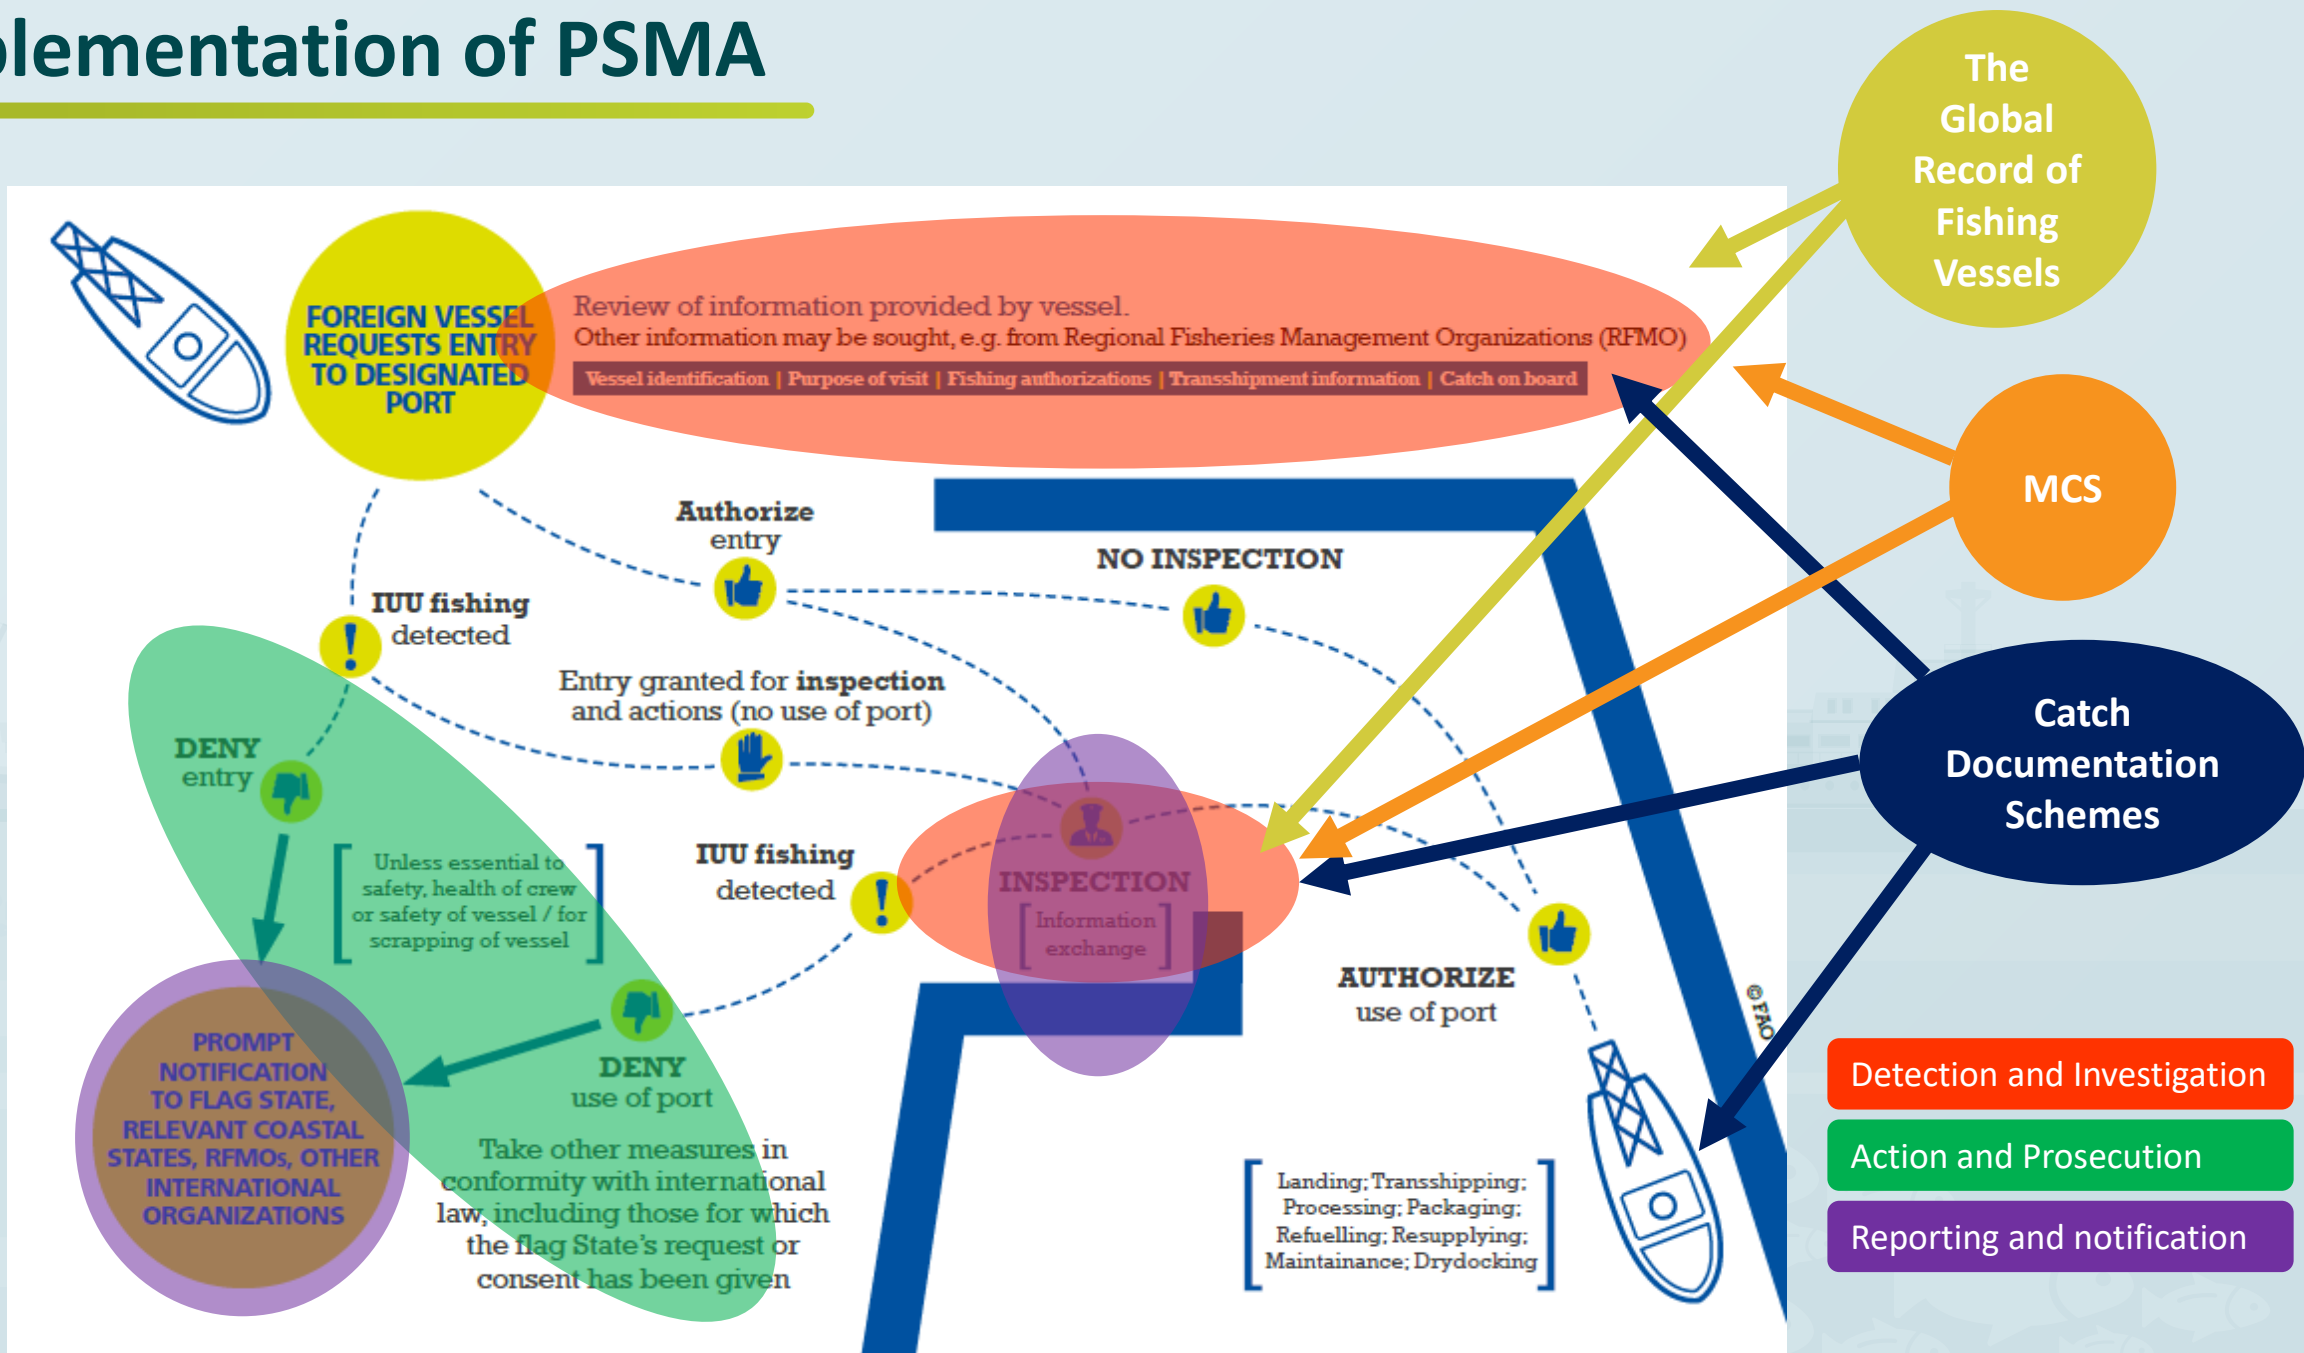 plementation of PSMA
The
Global
Record of
Fishing
Vessels
FOREIGN VESSEL
REQUESTS ENTRY
TO DESIGNATED
PORT
Review of information provided by vessel.
Other information may be sought, e.g. from Regional Fisheries Management Organizations (RFMO)
Vessel identification | Purpose of visit | Fishing authorizations | Transshipment information | Catch on board
MCS
Authorize
entry
NO INSPECTION
IUU fishing
detected
Entry granted for inspection
and actions (no use of port)
Catch
Documentation
Schemes
DENY
entry
Unless essential to
safety, health of crew
or safety of vessel / for
scrapping of vessel
IUU fishing
detected
INSPECTION
Information
exchange
AUTHORIZE
use of port
© FAO
PROMPT
NOTIFICATION
TO FLAG STATE,
RELEVANT COASTAL
STATES, RFMOs, OTHER
INTERNATIONAL
ORGANIZATIONS
DENY
use of port
Take other measures in
conformity with international
law, including those for which
the flag State's request or
consent has been given
Landing; Transshipping;
Processing; Packaging;
Refuelling; Resupplying;
Maintainance; Drydocking
Detection and Investigation
Action and Prosecution
Reporting and notification